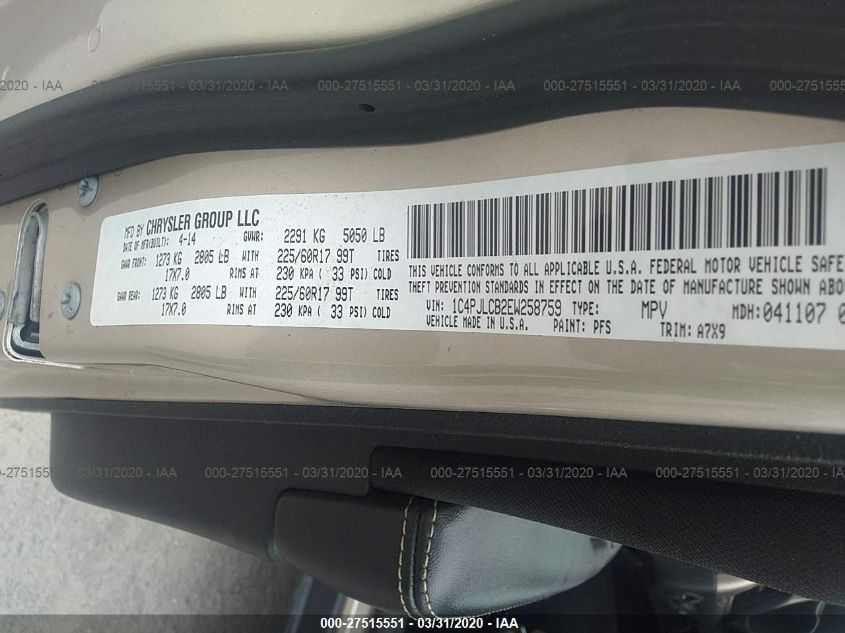 000-27515551 - 03/31/2020 - IAA
MFD BY CHRYSLER GROUP LLC
DATE OF MFR(BUILT): 4-14 GVWR: 2291 KG 5050 LB
GAWR FRONT: 1273 KG 2805 LB WITH 225/60R17 99T TIRES
17X7.0 RIMS AT 230 KPA ( 33 PSI) COLD
GAWR REAR: 1273 KG 2805 LB WITH 225/60R17 99T TIRES
17X7.0 RIMS AT 230 KPA ( 33 PSI) COLD
THIS VEHICLE CONFORMS TO ALL APPLICABLE U.S.A. FEDERAL MOTOR VEHICLE SAFE
THEFT PREVENTION STANDARDS IN EFFECT ON THE DATE OF MANUFACTURE SHOWN ABO
VIN: 1C4PJLCB2EW258759 TYPE: MPV MDH: 041107 0
VEHICLE MADE IN U.S.A. PAINT: PFS TRIM: A7X9
000-27515551 - 03/31/2020 - IAA
000-27515551 - 03/31/2020 - IAA